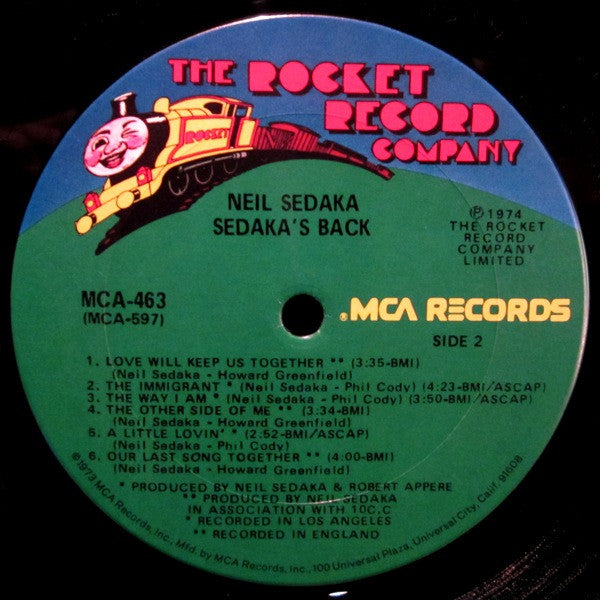 THE ROCKET
RECORD
COMPANY
ROCKET
NEIL SEDAKA
SEDAKA'S BACK
℗ 1974
THE ROCKET
RECORD
COMPANY
LIMITED
MCA-463
(MCA-597)
® MCA RECORDS
SIDE 2
1. LOVE WILL KEEP US TOGETHER ** (3:35-BMI)
(Neil Sedaka - Howard Greenfield)
2. THE IMMIGRANT * (Neil Sedaka - Phil Cody) (4:23-BMI/ASCAP)
3. THE WAY I AM * (Neil Sedaka - Phil Cody) (3:50-BMI/ASCAP)
4. THE OTHER SIDE OF ME ** (3:34-BMI)
(Neil Sedaka - Howard Greenfield)
5. A LITTLE LOVIN' * (2:52-BMI/ASCAP)
(Neil Sedaka - Phil Cody)
6. OUR LAST SONG TOGETHER ** (4:00-BMI)
(Neil Sedaka - Howard Greenfield)
* PRODUCED BY NEIL SEDAKA & ROBERT APPERE
** PRODUCED BY NEIL SEDAKA
IN ASSOCIATION WITH 10C.C
* RECORDED IN LOS ANGELES
** RECORDED IN ENGLAND
©1973 MCA Records, Inc., Mfd. by MCA Records, Inc., 100 Universal Plaza, Universal City, Calif. 91608